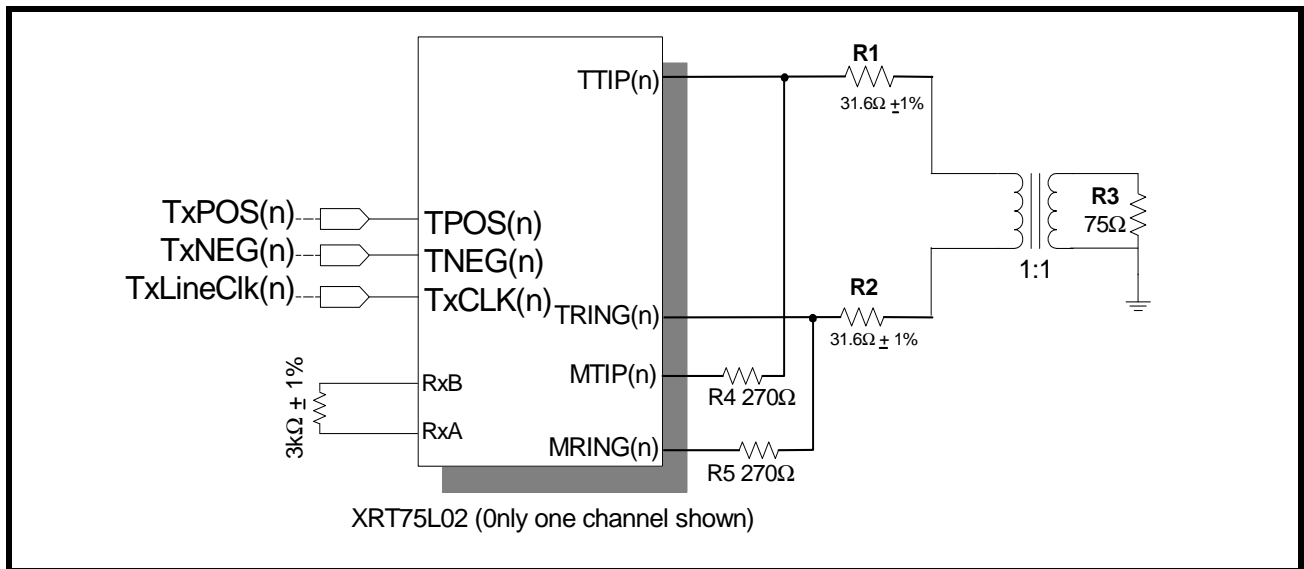 R1
TTIP(n)
31.6Ω ±1%
TxPOS(n)
TPOS(n)
R3
75Ω
TxNEG(n)
TNEG(n)
1:1
TxLineClk(n)
TxCLK(n)
R2
TRING(n)
31.6Ω ± 1%
MTIP(n)
R4 270Ω
3kΩ ± 1%
RxB
RxA
MRING(n)
R5 270Ω
XRT75L02 (0nly one channel shown)